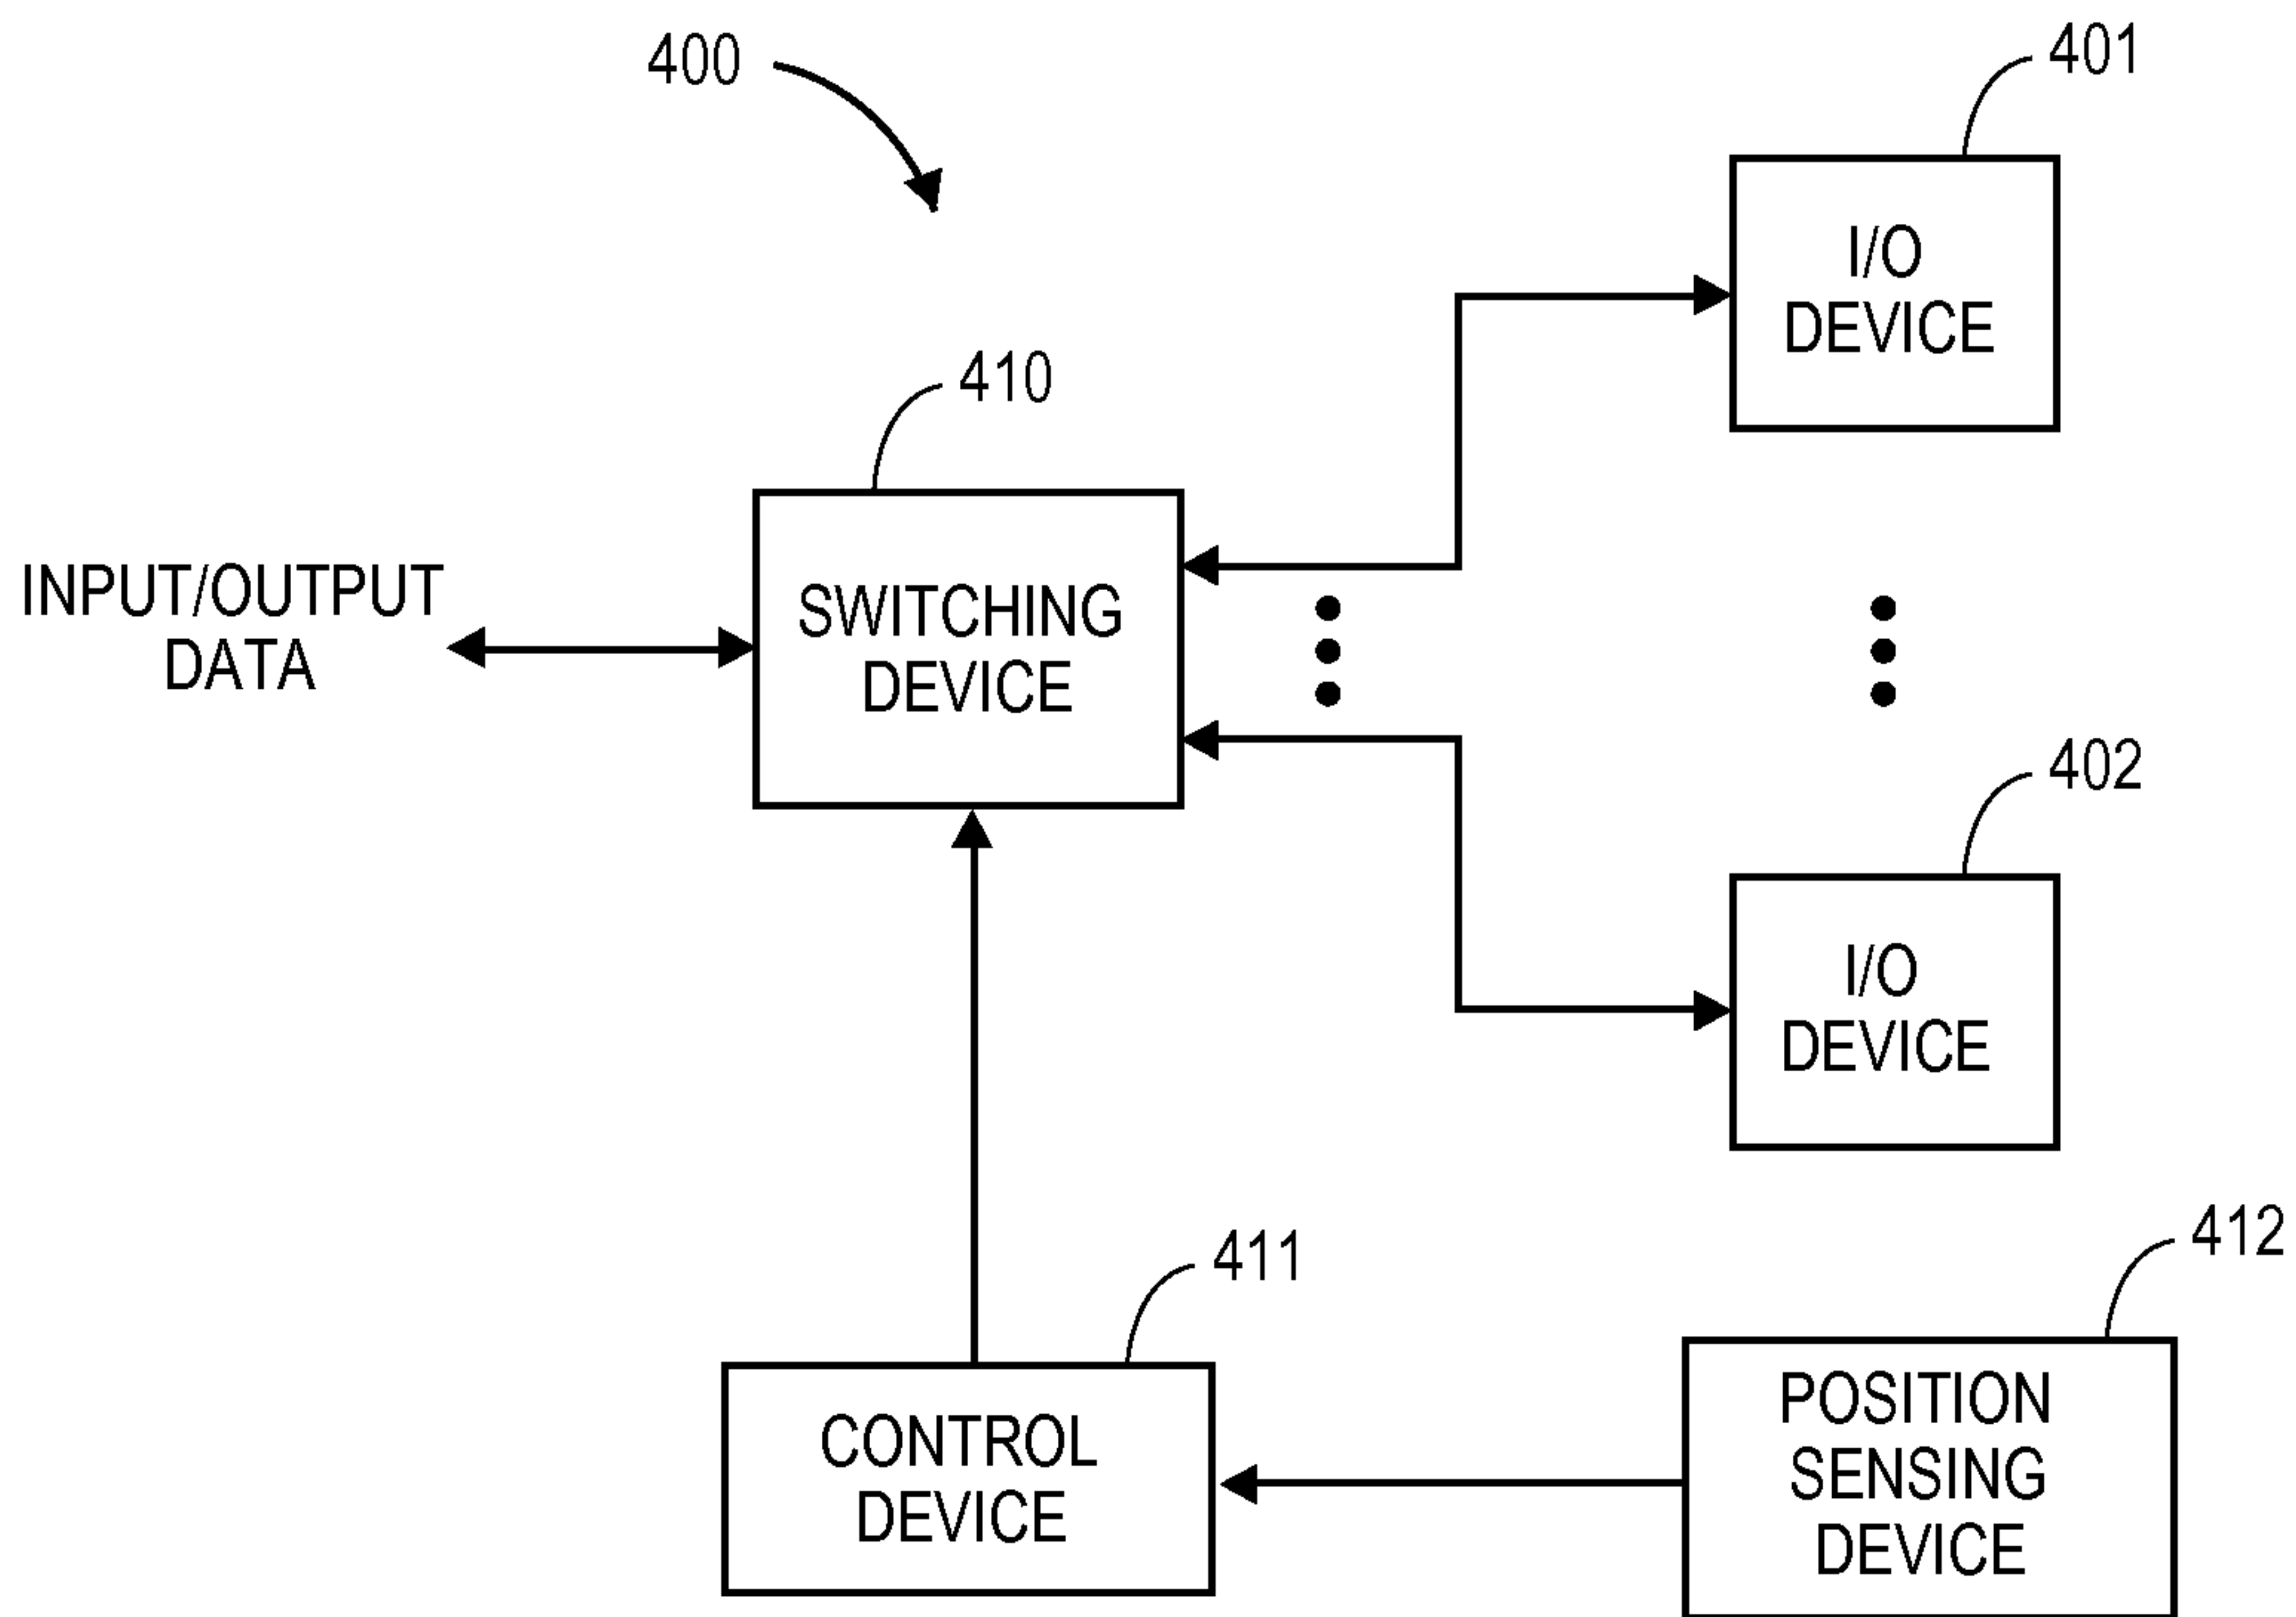 400
401
I/O
DEVICE
410
INPUT/OUTPUT
DATA
SWITCHING
DEVICE
402
I/O
DEVICE
411
412
CONTROL
DEVICE
POSITION
SENSING
DEVICE